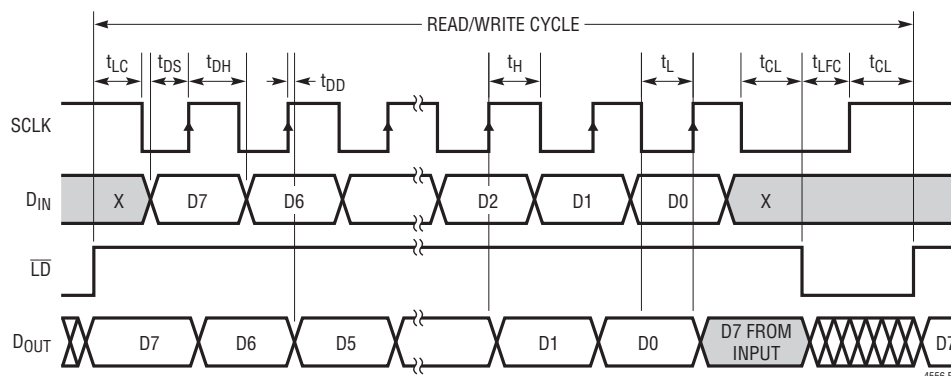 READ/WRITE CYCLE
tLC tDS tDH tDD tH tL tCL tLFC tCL
SCLK
DIN X D7 D6 D2 D1 D0 X
LD
DOUT D7 D6 D5 D1 D0 D7 FROM INPUT D7